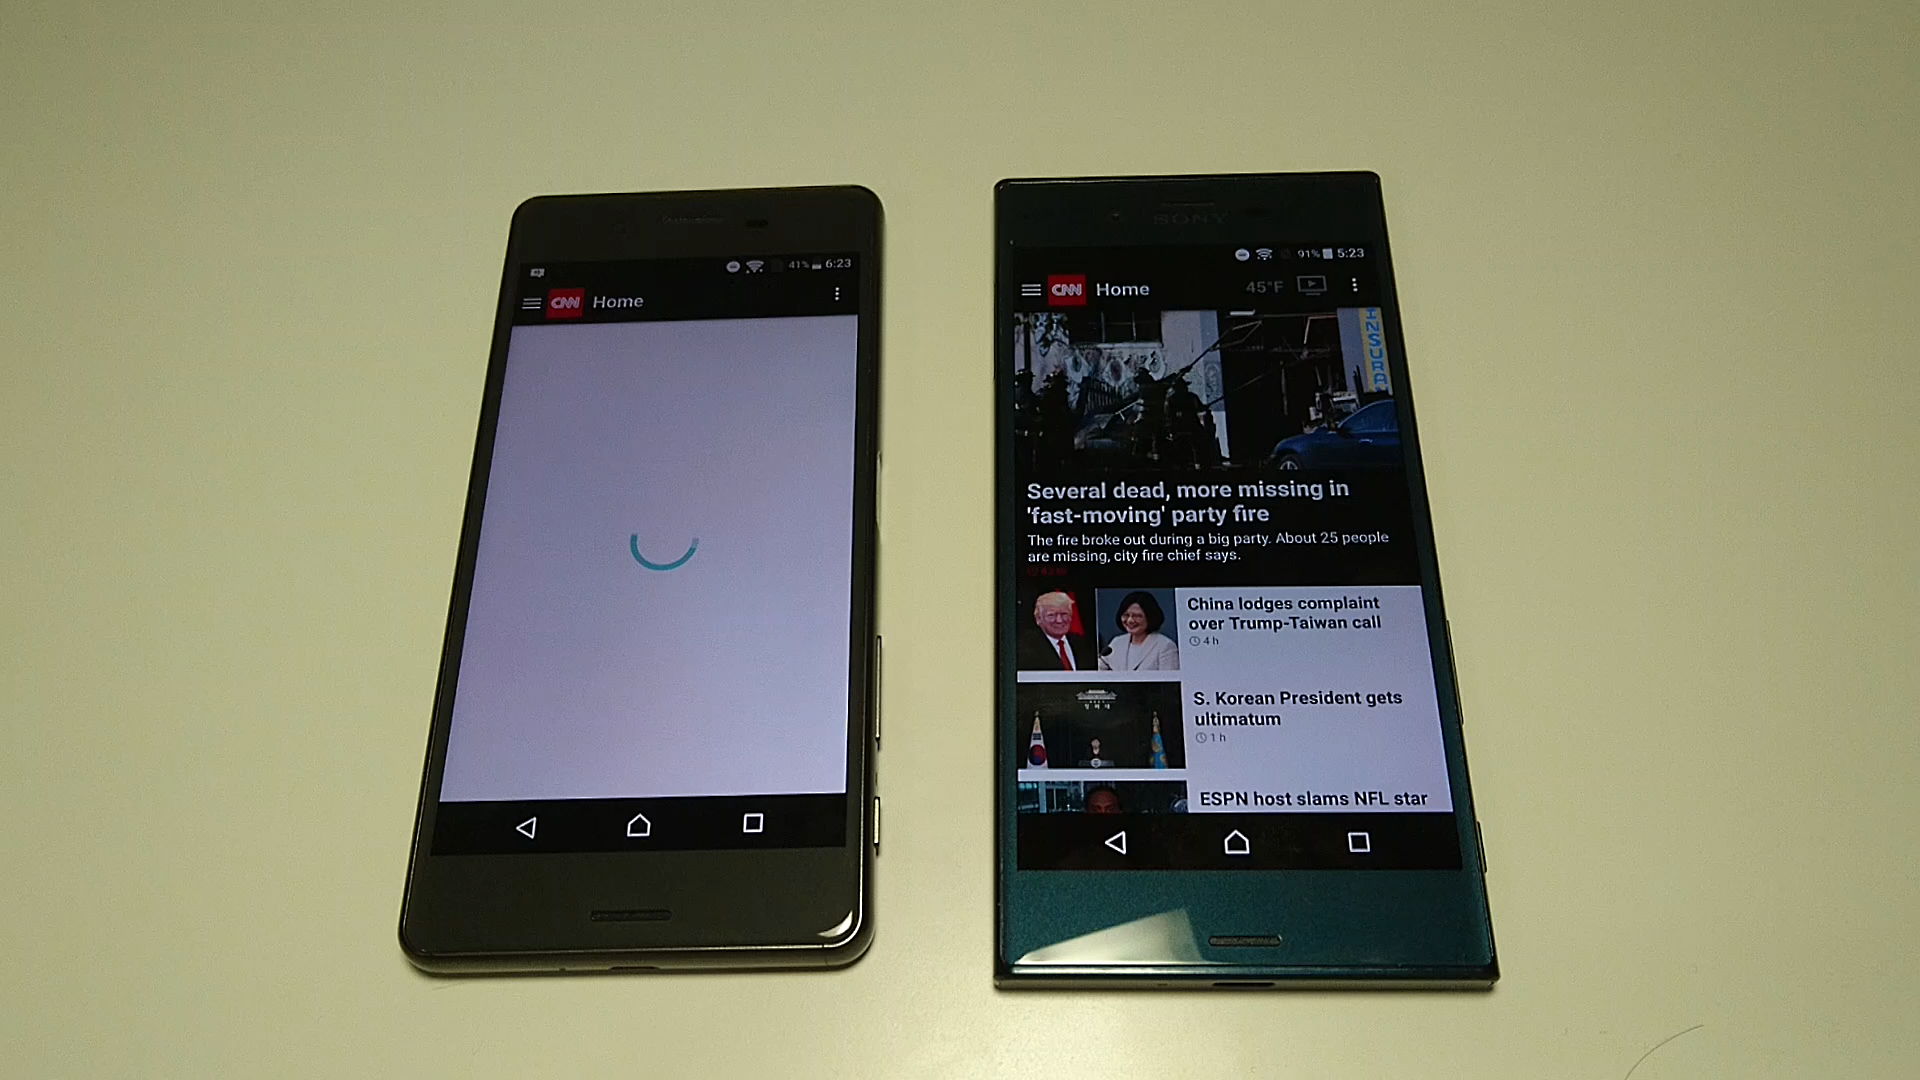 41% 6:23
CNN Home
SONY
91% 5:23
CNN Home 45°F
INSURA
Several dead, more missing in
'fast-moving' party fire
The fire broke out during a big party. About 25 people
are missing, city fire chief says.
China lodges complaint
over Trump-Taiwan call
4 h
S. Korean President gets
ultimatum
1 h
ESPN host slams NFL star